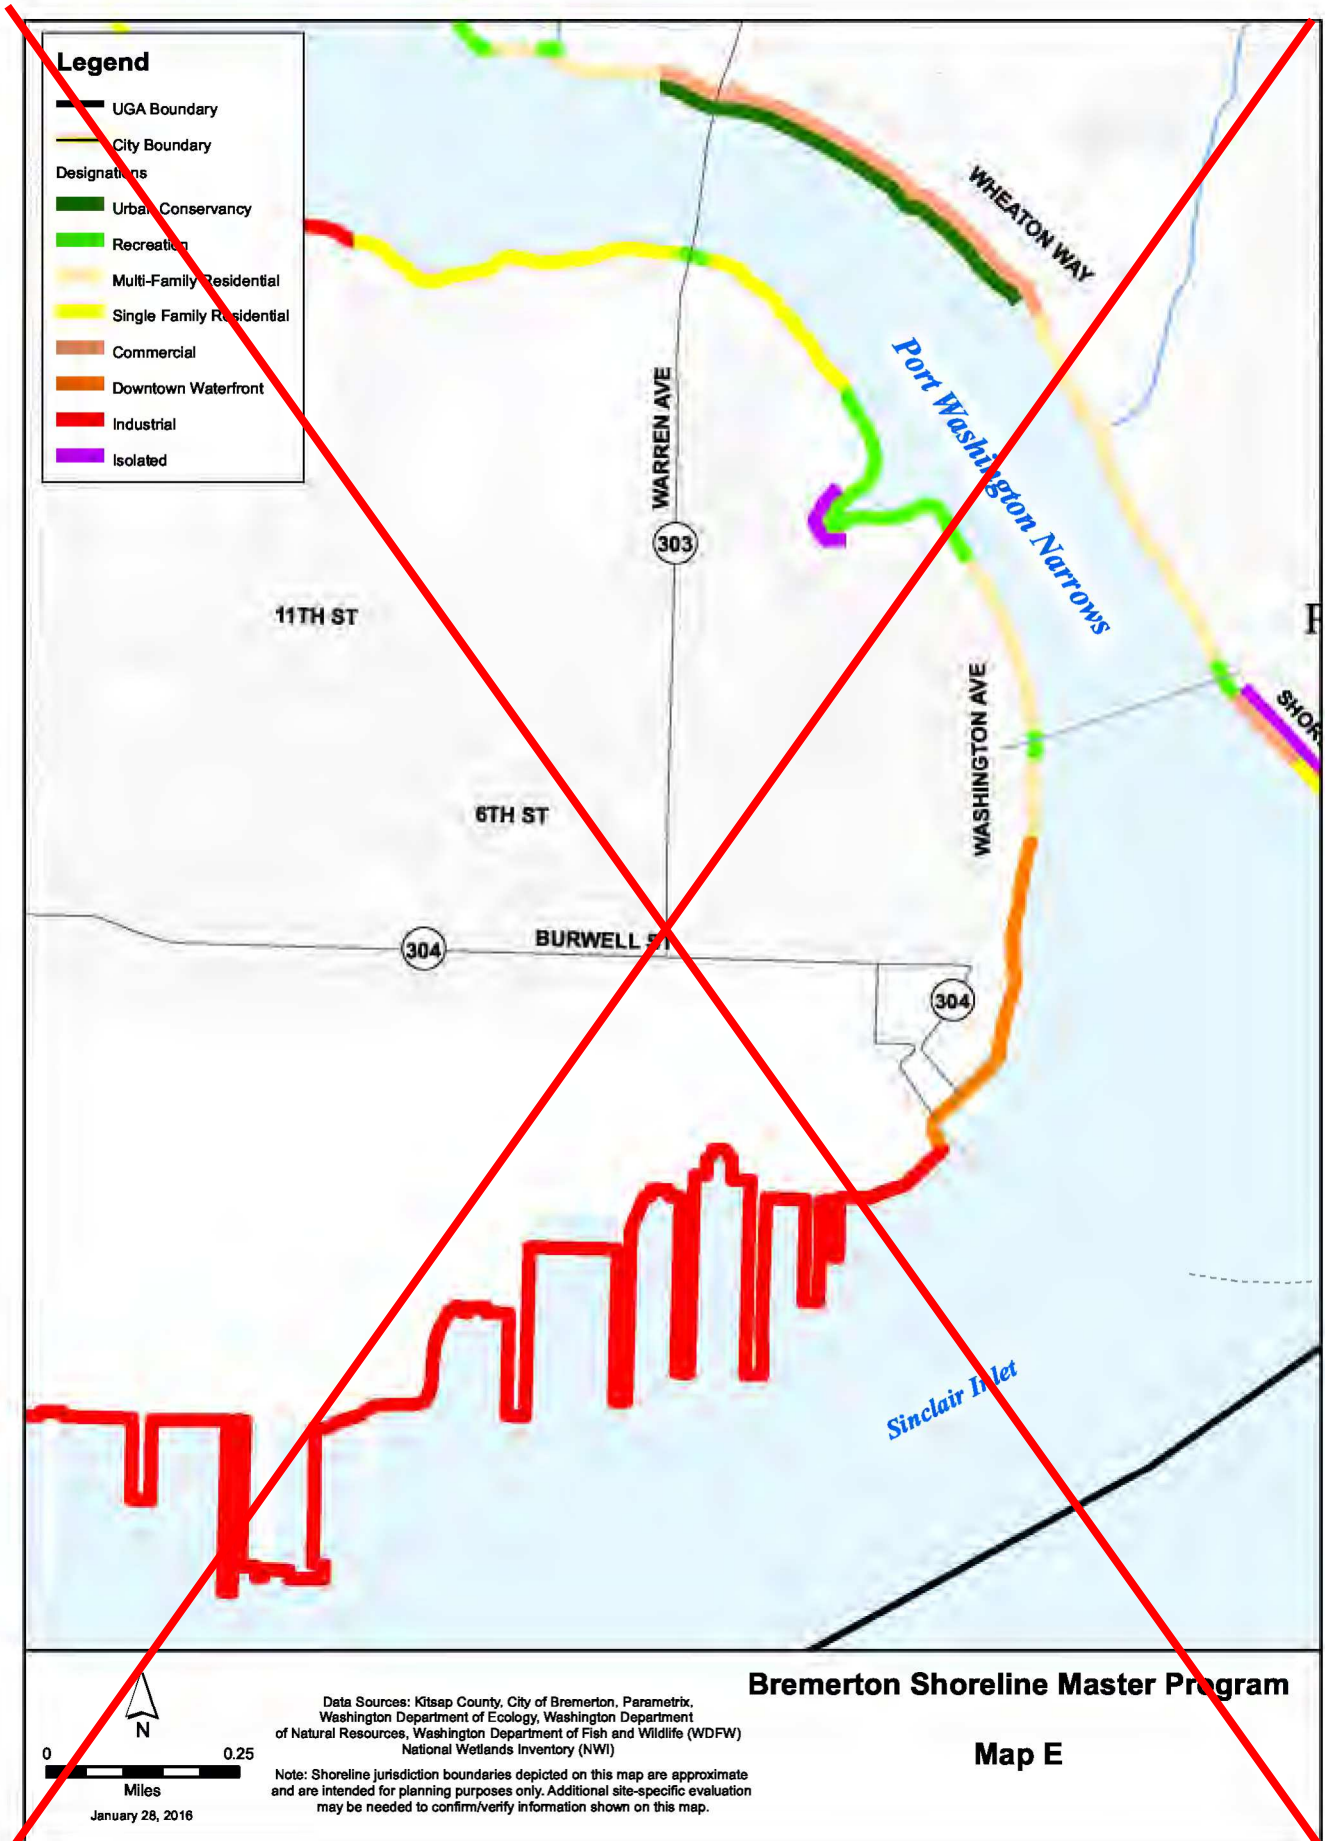 Legend
UGA Boundary
City Boundary
Designations
Urban Conservancy
Recreation
Multi-Family Residential
Single Family Residential
Commercial
Downtown Waterfront
Industrial
Isolated
WHEATON WAY
Port Washington Narrows
WARREN AVE
303
11TH ST
6TH ST
WASHINGTON AVE
SHOR
304
BURWELL ST
304
Sinclair Inlet
Bremerton Shoreline Master Program
Map E
N
0 0.25
Miles
January 28, 2016
Data Sources: Kitsap County, City of Bremerton, Parametrix,
Washington Department of Ecology, Washington Department
of Natural Resources, Washington Department of Fish and Wildlife (WDFW)
National Wetlands Inventory (NWI)
Note: Shoreline jurisdiction boundaries depicted on this map are approximate
and are intended for planning purposes only. Additional site-specific evaluation
may be needed to confirm/verify information shown on this map.